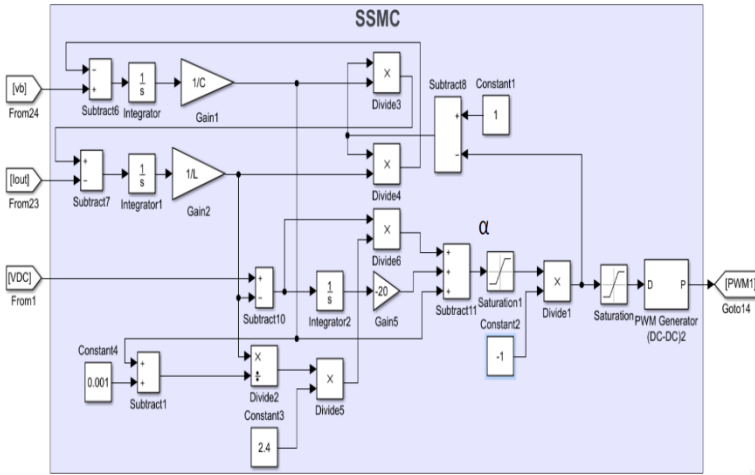 SSMC
[vb]
From24
−
+
Subtract6
1
s
Integrator
1/C
Gain1
×
Divide3
Subtract8
+
−
Constant1
1
[Iout]
From23
+
−
Subtract7
1
s
Integrator1
1/L
Gain2
×
Divide4
[VDC]
From1
+
−
Subtract10
1
s
Integrator2
-20
Gain5
×
Divide6
+
+
+
Subtract11
α
Saturation1
×
Divide1
Constant2
-1
Saturation
D
P
PWM Generator
(DC-DC)2
[PWM1]
Goto14
Constant4
0.001
+
+
Subtract1
×
÷
Divide2
Constant3
2.4
×
Divide5